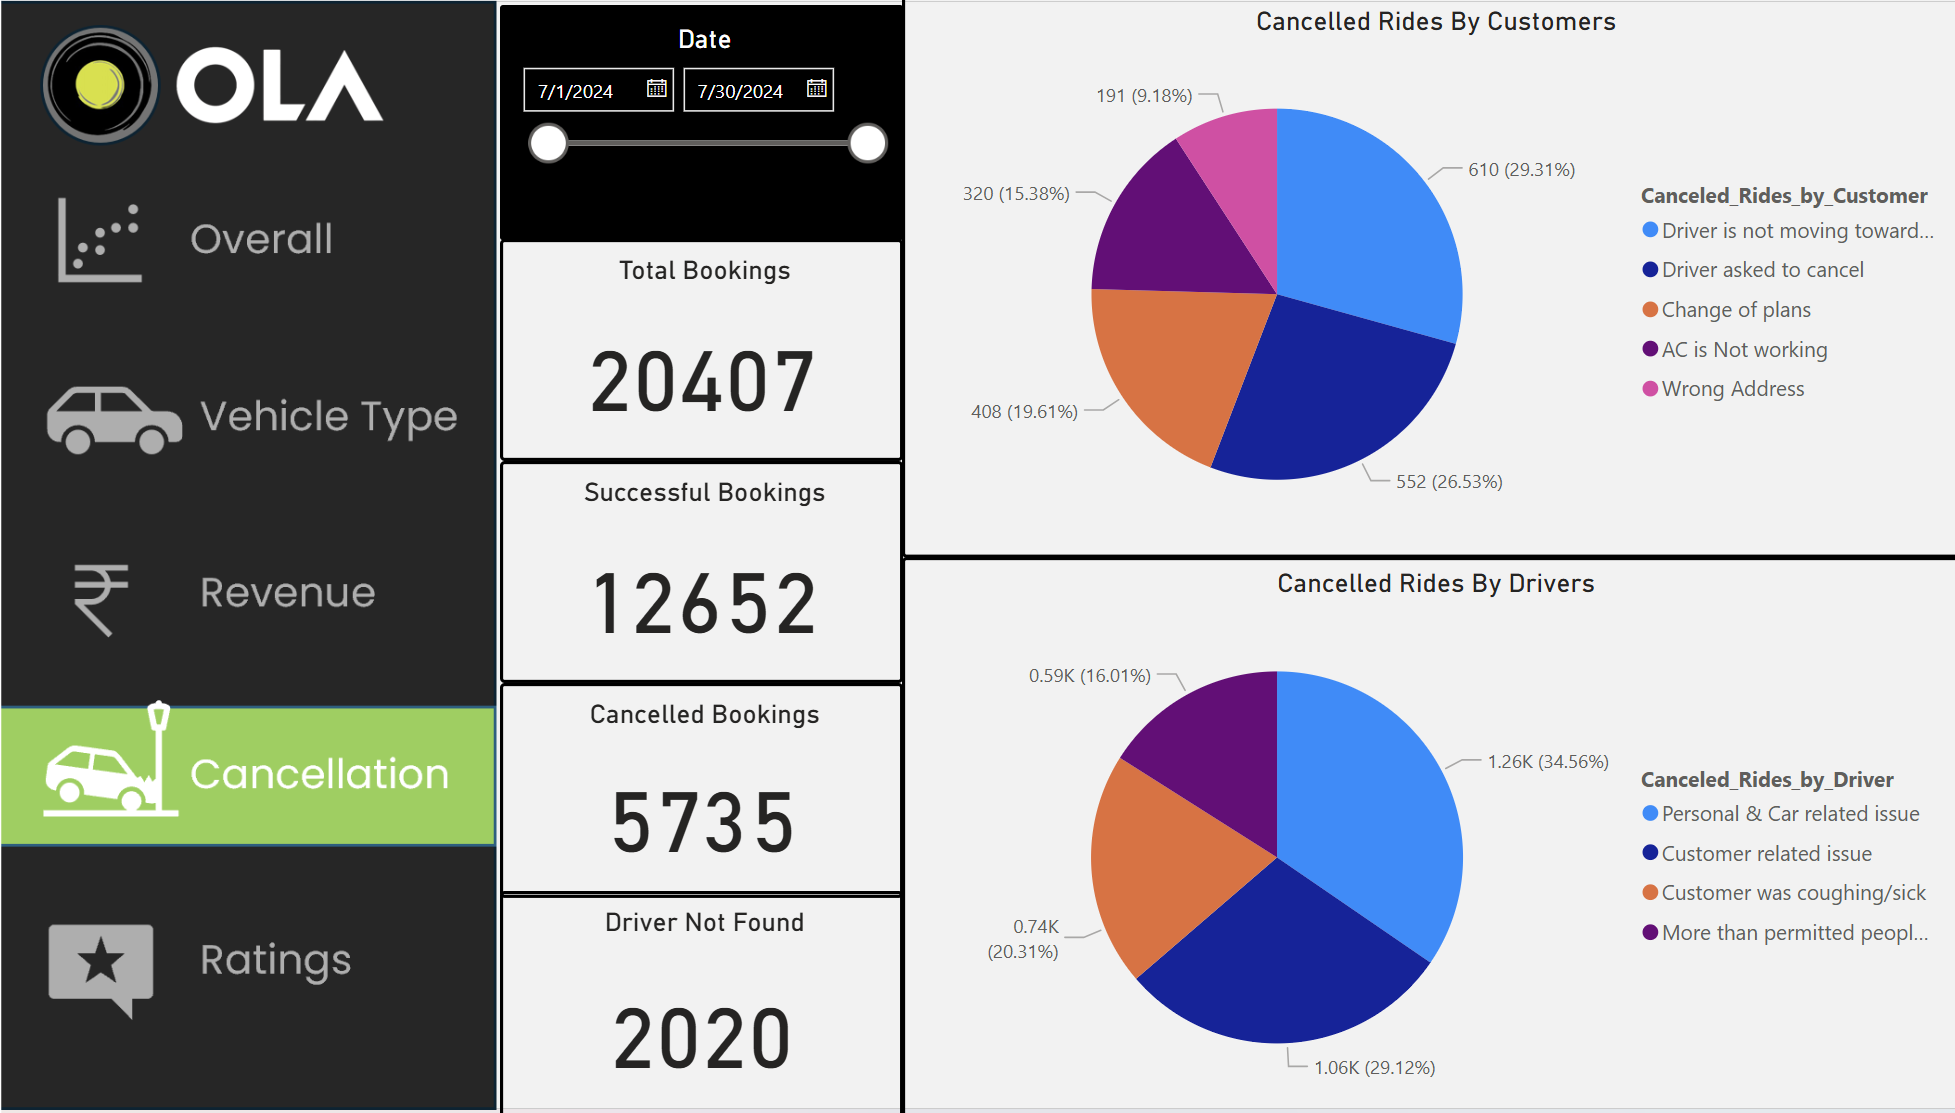 OLA
Overall
Vehicle Type
Revenue
Cancellation
Ratings
Date
7/1/2024
7/30/2024
Total Bookings
20407
Successful Bookings
12652
Cancelled Bookings
5735
Driver Not Found
2020
Cancelled Rides By Customers
191 (9.18%)
610 (29.31%)
320 (15.38%)
408 (19.61%)
552 (26.53%)
Canceled_Rides_by_Customer
Driver is not moving toward...
Driver asked to cancel
Change of plans
AC is Not working
Wrong Address
Cancelled Rides By Drivers
0.59K (16.01%)
1.26K (34.56%)
0.74K
(20.31%)
1.06K (29.12%)
Canceled_Rides_by_Driver
Personal & Car related issue
Customer related issue
Customer was coughing/sick
More than permitted peopl...